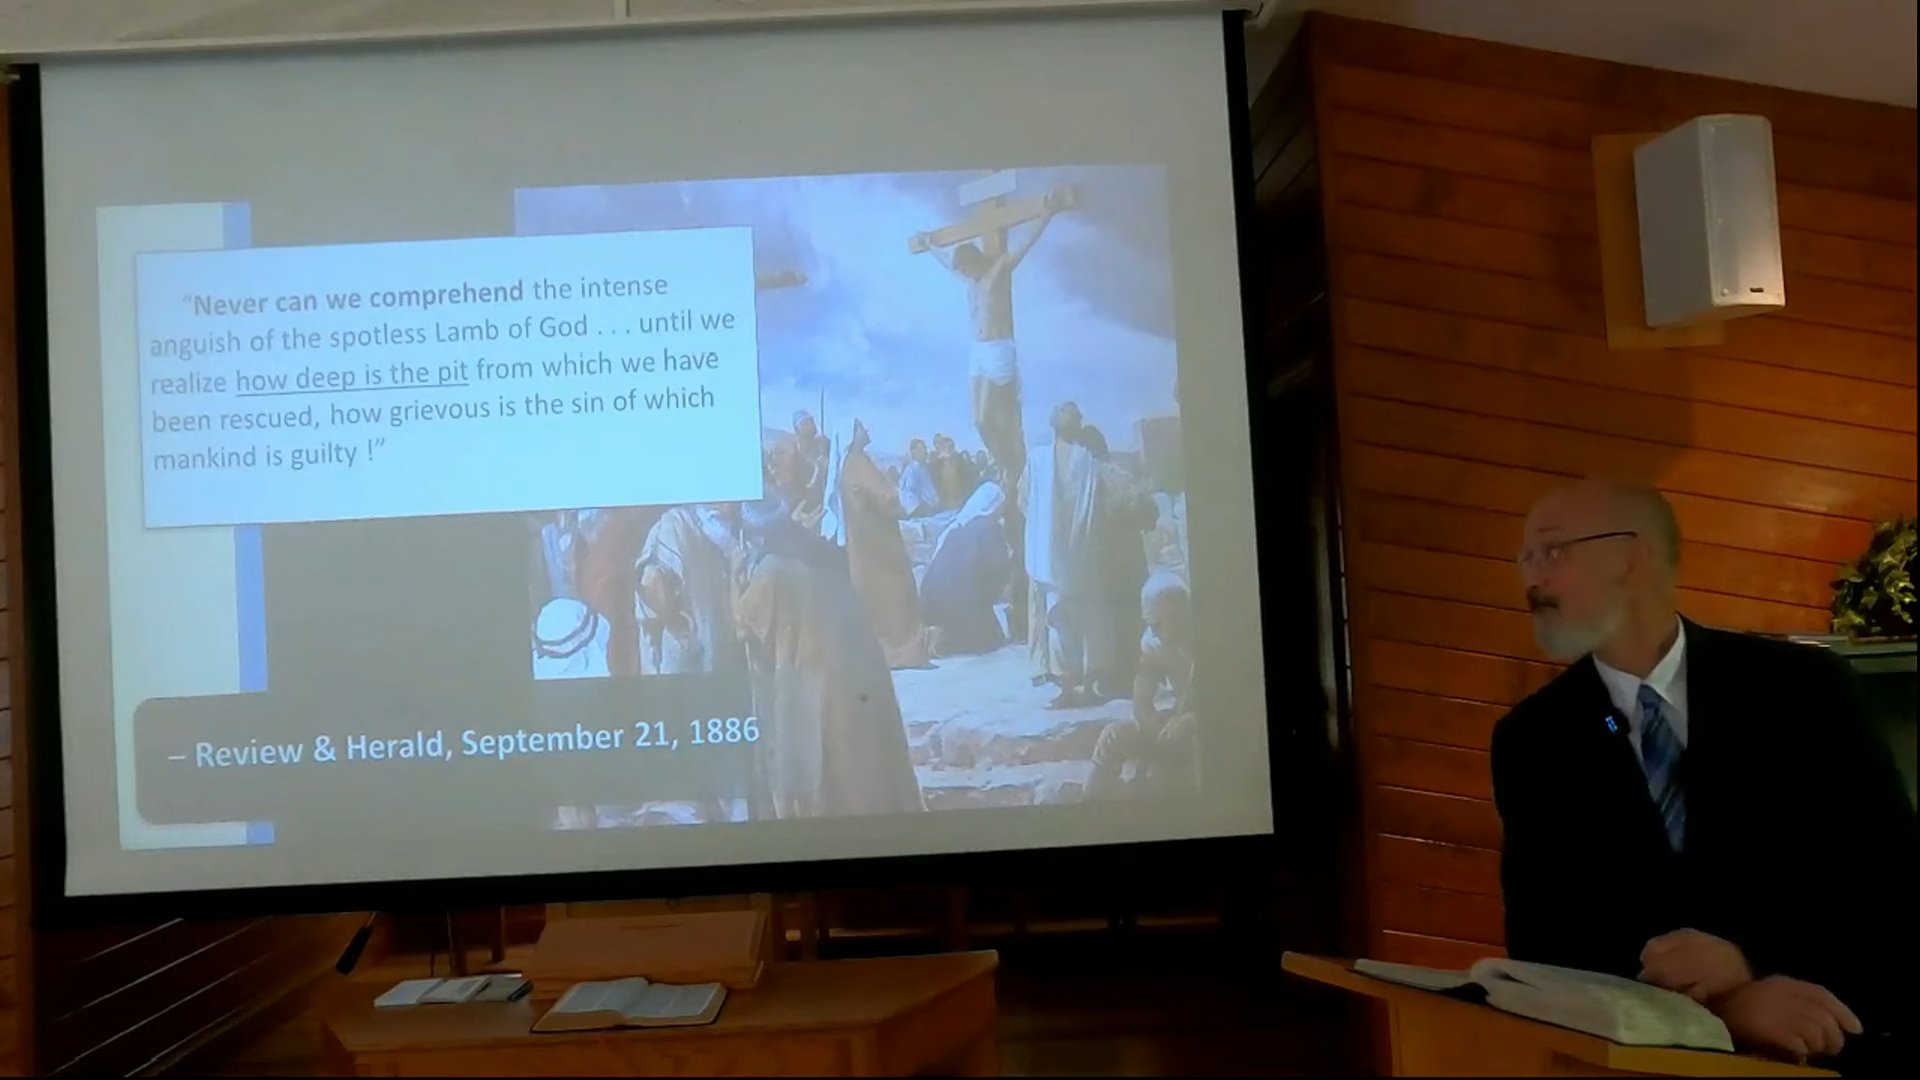 “Never can we comprehend the intense
anguish of the spotless Lamb of God . . . until we
realize how deep is the pit from which we have
been rescued, how grievous is the sin of which
mankind is guilty !”
– Review & Herald, September 21, 1886